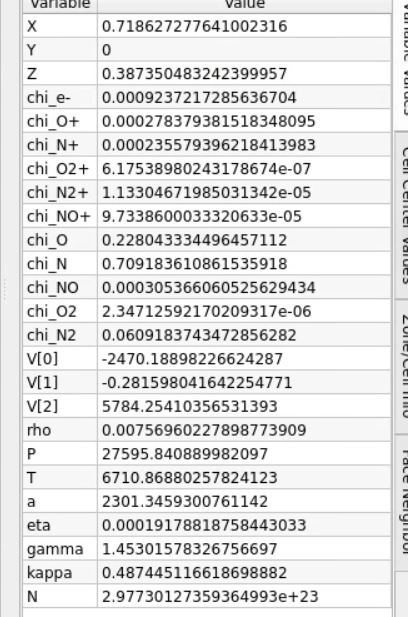 Variable Value
X 0.718627277641002316
Y 0
Z 0.387350483242399957
chi_e- 0.00092372172856367​04
chi_O+ 0.000278379381518348095
chi_N+ 0.000235579396218413983
chi_O2+ 6.17538980243178674e-07
chi_N2+ 1.13304671985031342e-05
chi_NO+ 9.7338600033320633e-05
chi_O 0.228043334496457112
chi_N 0.709183610861535918
chi_NO 0.000305366060525629434
chi_O2 2.34712592170209317e-06
chi_N2 0.0609183743472856282
V[0] -2470.18898226624287
V[1] -0.281598041642254771
V[2] 5784.25410356531393
rho 0.00756960227898773909
P 27595.840889982097
T 6710.86880257824123
a 2301.3459300761142
eta 0.00019178818758443033
gamma 1.45301578326756697
kappa 0.487445116618698882
N 2.97730127359364993e+23
Variable Values
Cell Center Values
Zone/Cell Info
Face Neighbor